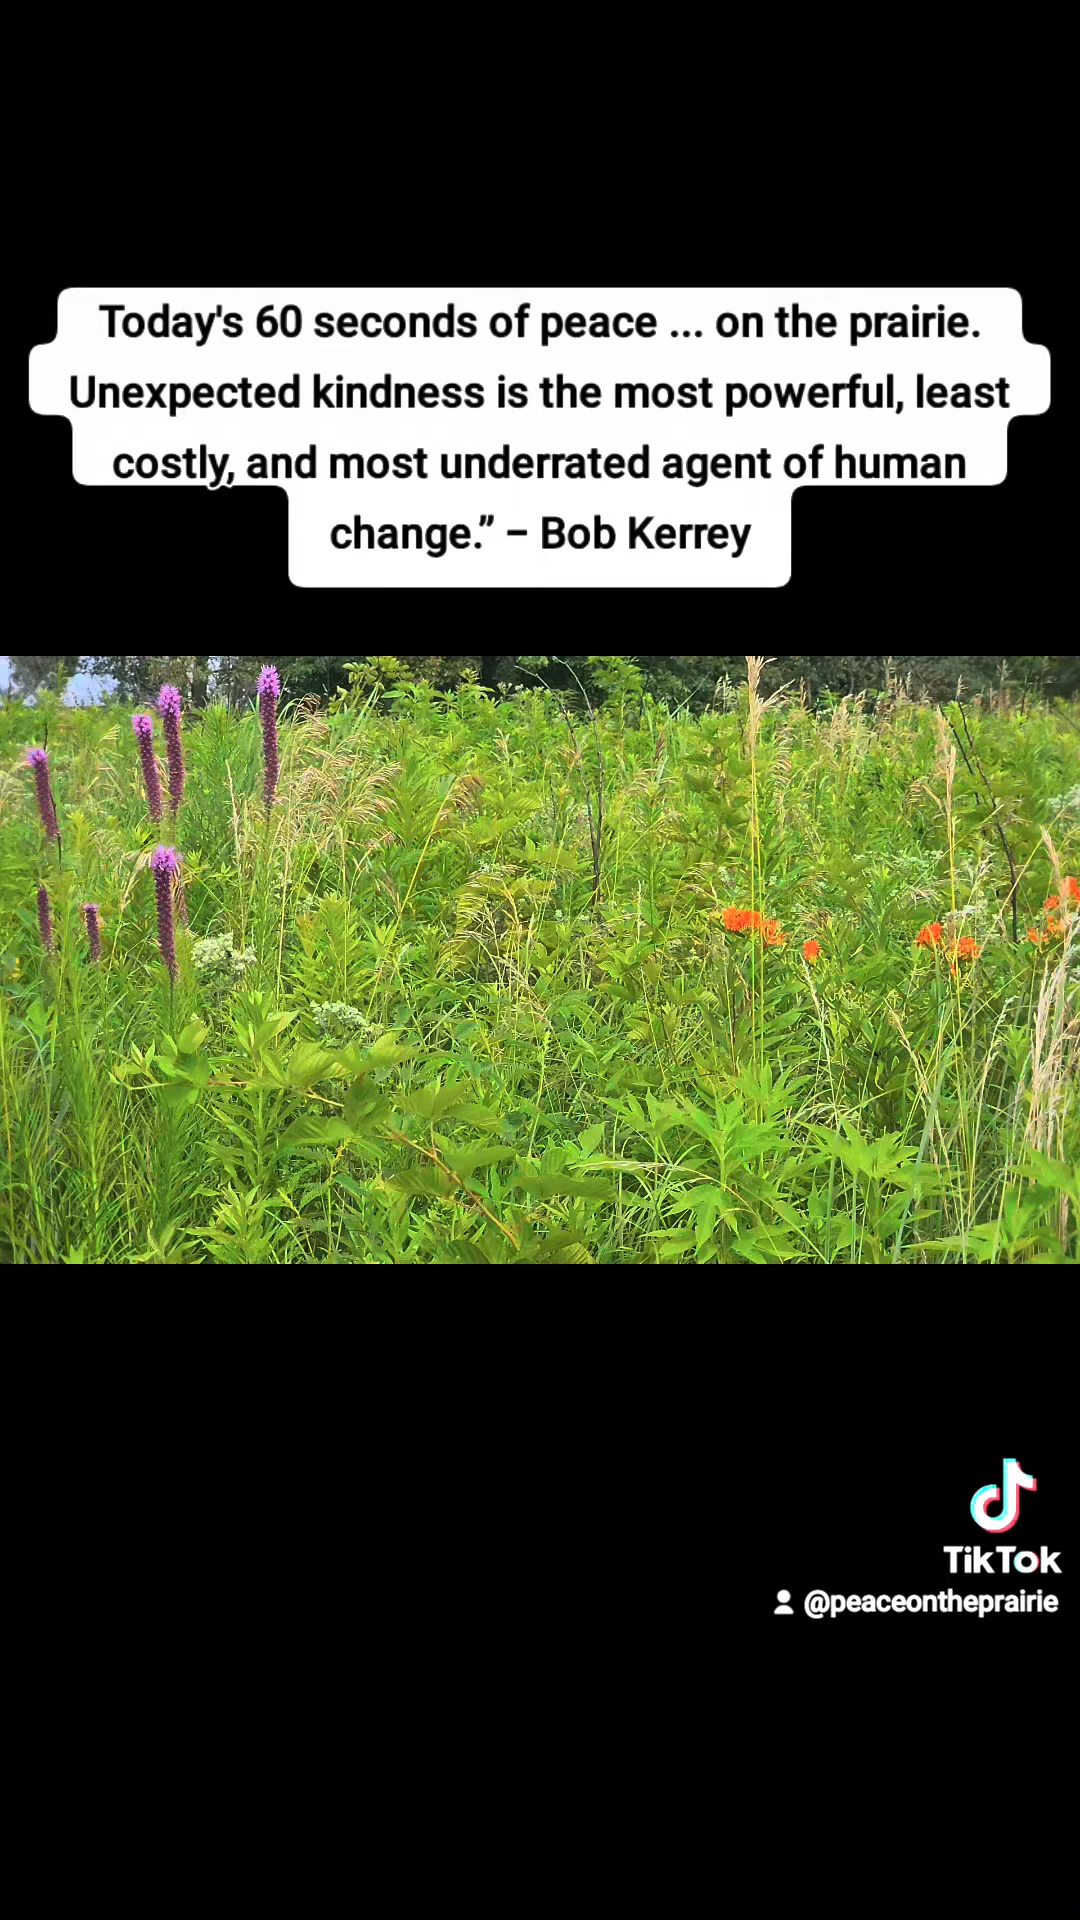 Today's 60 seconds of peace ... on the prairie.
Unexpected kindness is the most powerful, least
costly, and most underrated agent of human
change.” – Bob Kerrey
TikTok
@peaceontheprairie